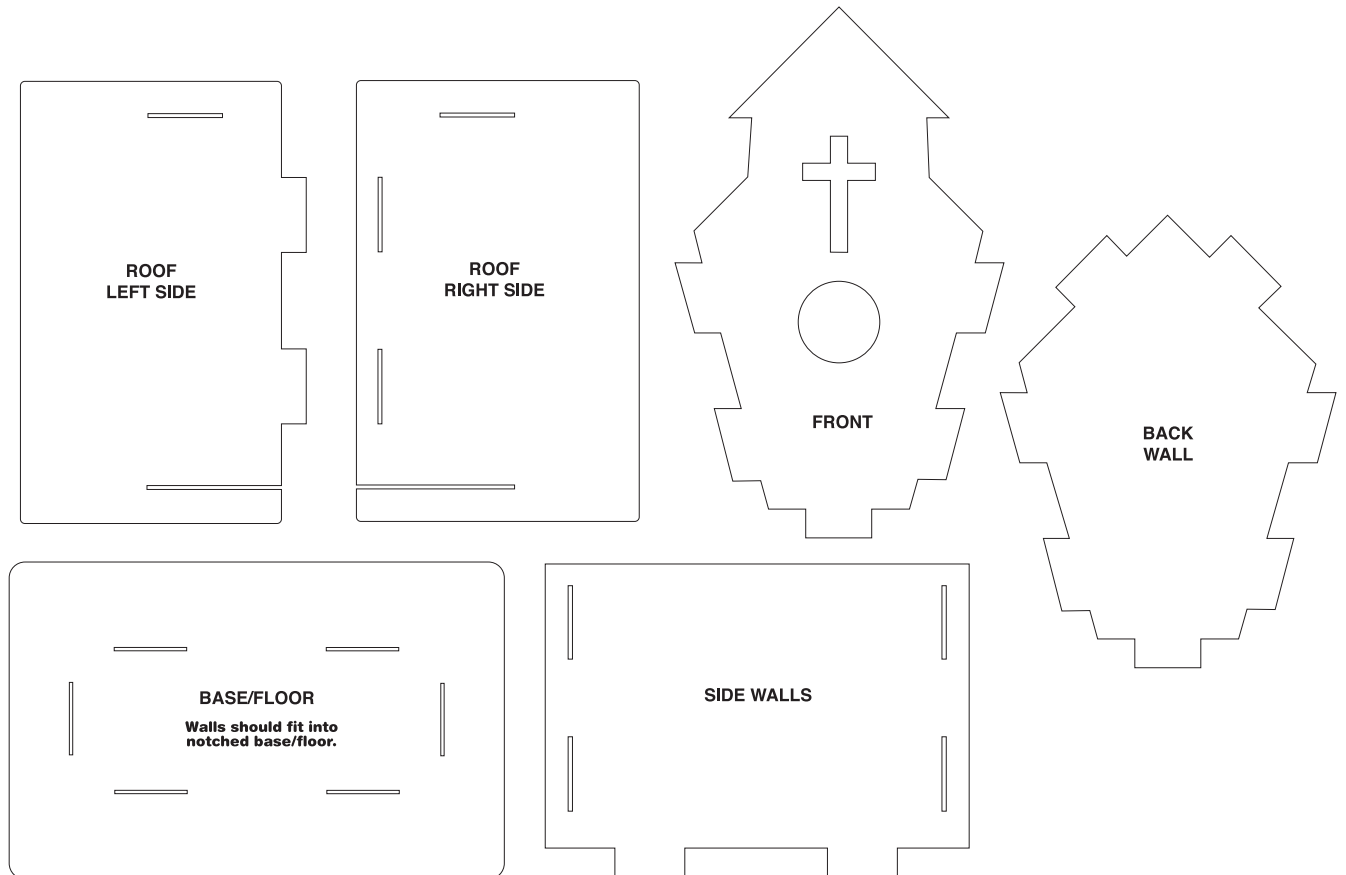 ROOF
LEFT SIDE
ROOF
RIGHT SIDE
FRONT
BACK
WALL
BASE/FLOOR
Walls should fit into
notched base/floor.
SIDE WALLS